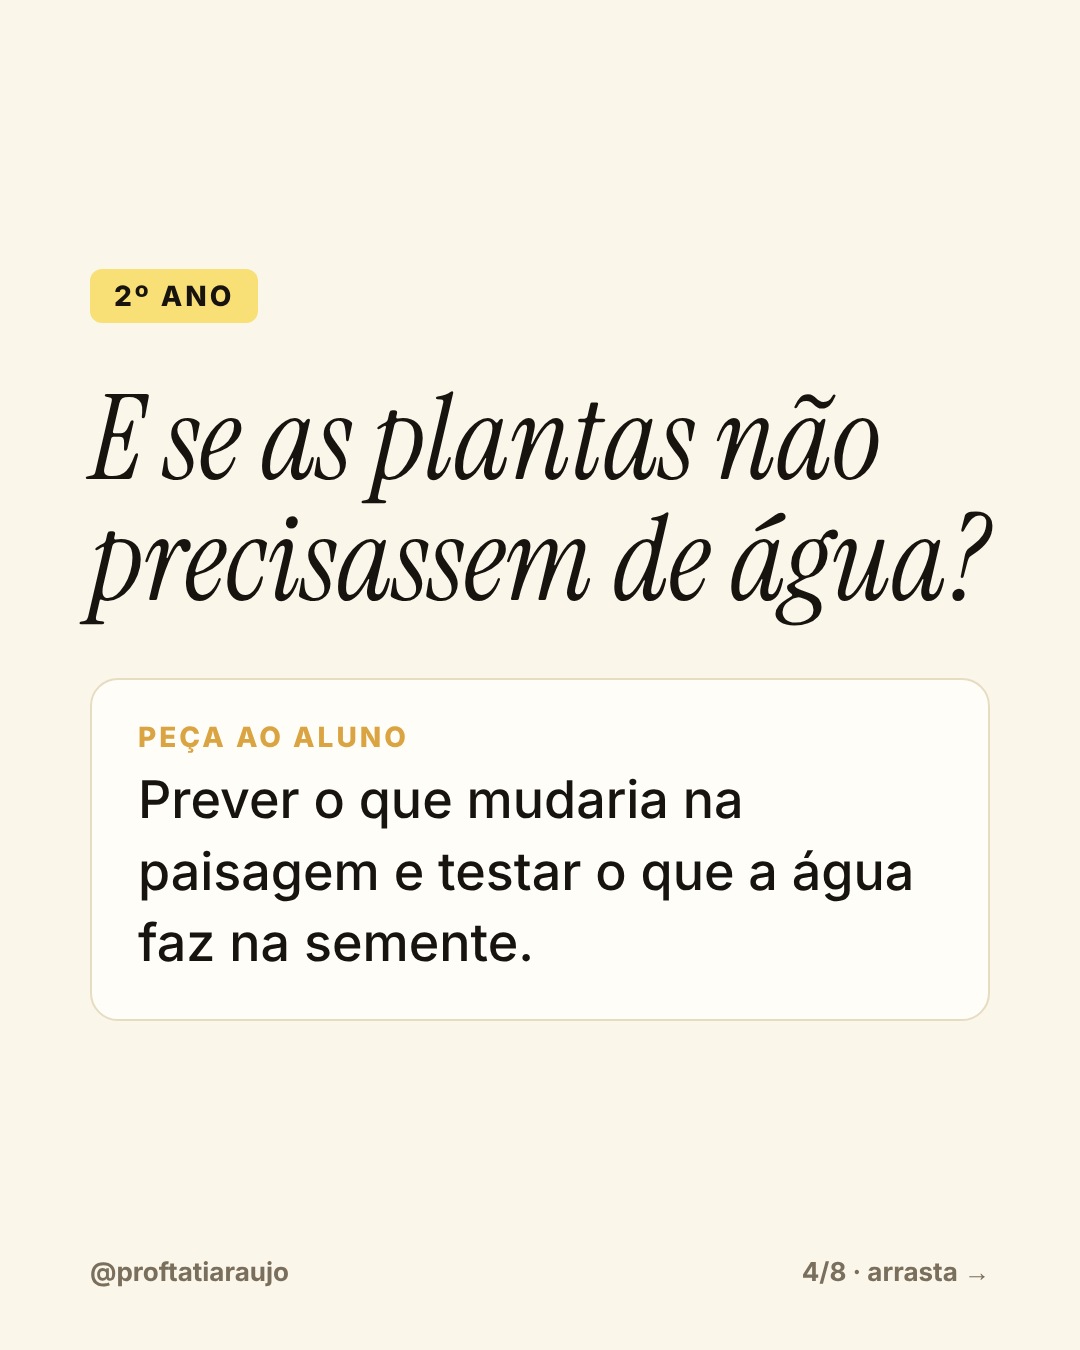 2º ANO
E se as plantas não
precisassem de água?
PEÇA AO ALUNO
Prever o que mudaria na
paisagem e testar o que a água
faz na semente.
@proftatiaraujo
4/8 · arrasta →